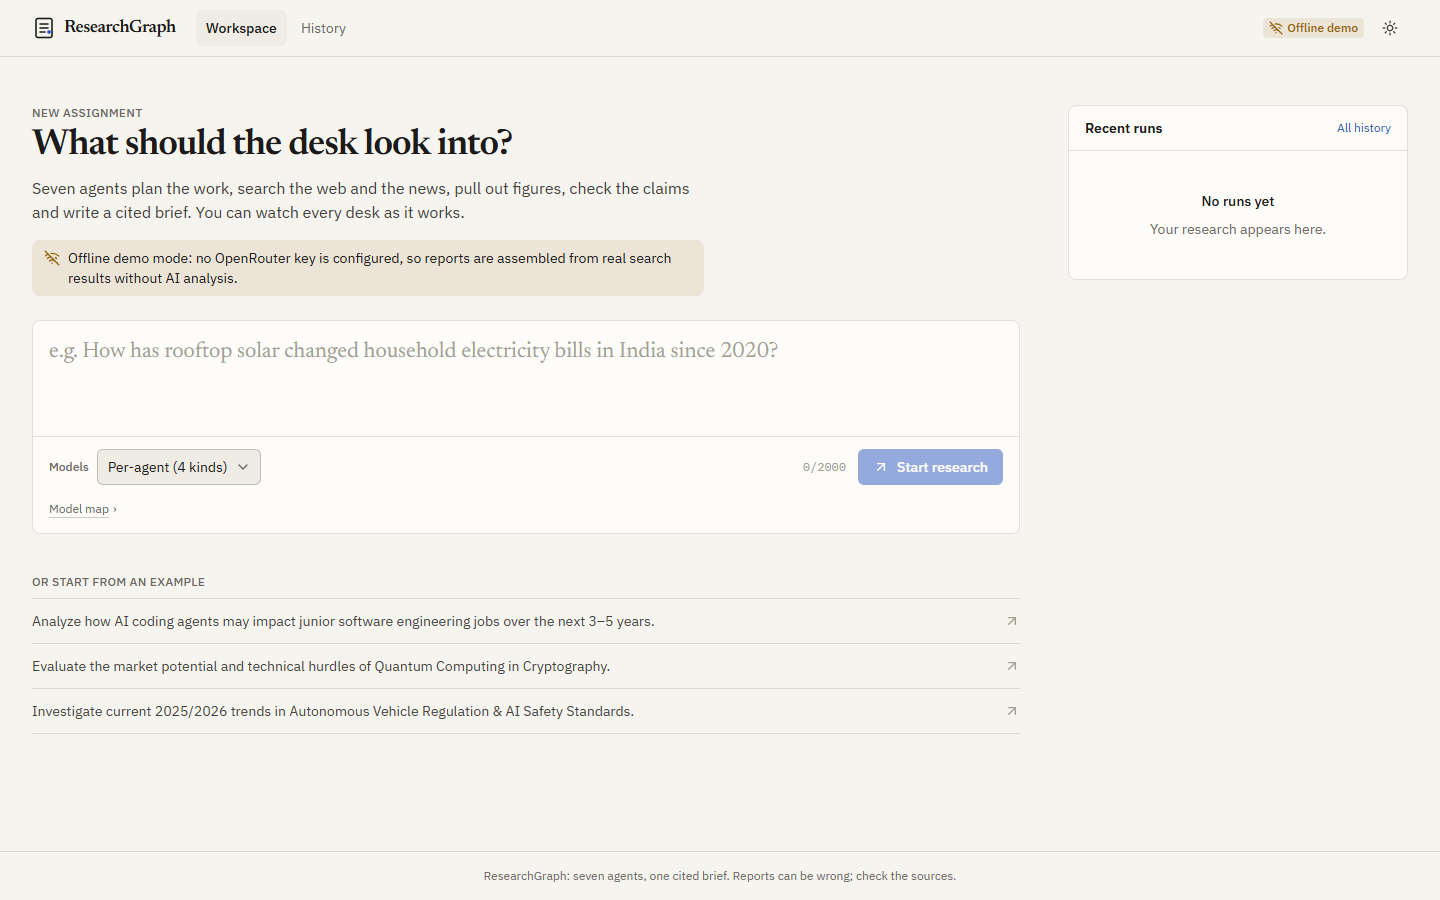 ResearchGraph
Workspace
History
Offline demo
NEW ASSIGNMENT
What should the desk look into?
Seven agents plan the work, search the web and the news, pull out figures, check the claims
and write a cited brief. You can watch every desk as it works.
Offline demo mode: no OpenRouter key is configured, so reports are assembled from real search
results without AI analysis.
e.g. How has rooftop solar changed household electricity bills in India since 2020?
Models
Per-agent (4 kinds)
0/2000
Start research
Model map ›
OR START FROM AN EXAMPLE
Analyze how AI coding agents may impact junior software engineering jobs over the next 3–5 years.
Evaluate the market potential and technical hurdles of Quantum Computing in Cryptography.
Investigate current 2025/2026 trends in Autonomous Vehicle Regulation & AI Safety Standards.
Recent runs
All history
No runs yet
Your research appears here.
ResearchGraph: seven agents, one cited brief. Reports can be wrong; check the sources.